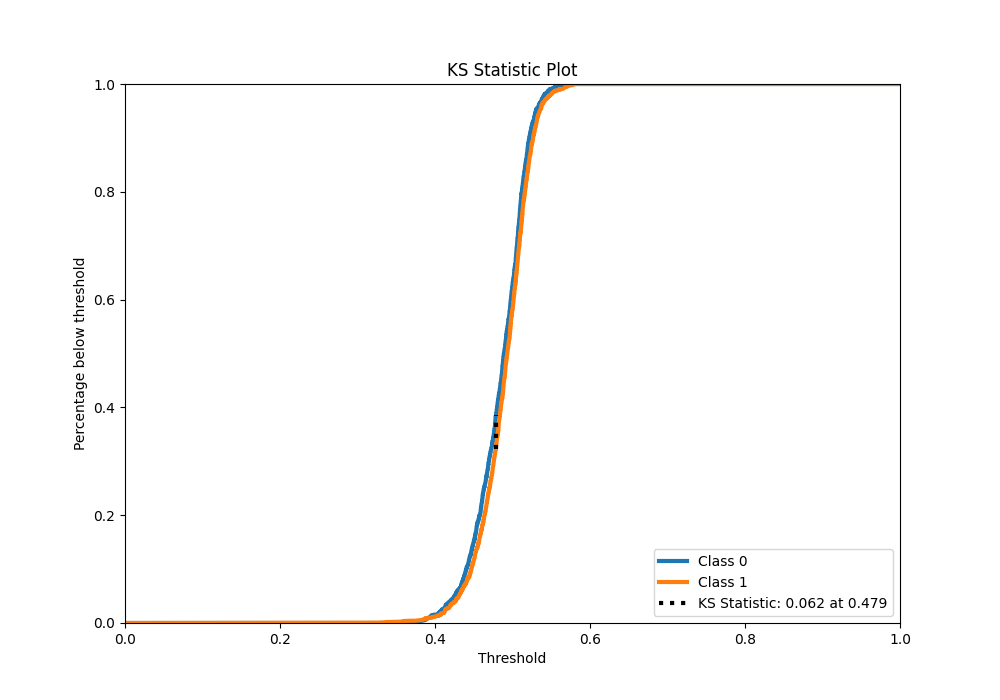 KS Statistic Plot
1.0
0.8
0.6
0.4
0.2
0.0
Percentage below threshold
0.0 0.2 0.4 0.6 0.8 1.0
Threshold
Class 0
Class 1
KS Statistic: 0.062 at 0.479